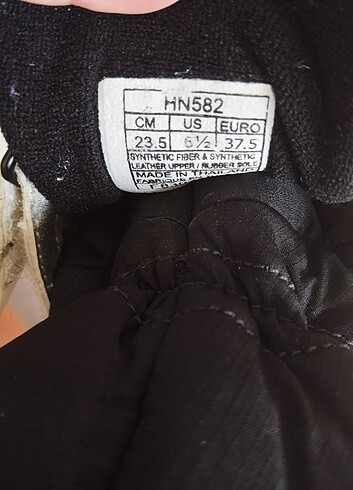 HN582
CM US EURO
23.5 6½ 37.5
SYNTHETIC FIBER & SYNTHETIC
LEATHER UPPER / RUBBER SOLE
MADE IN THAILAND
FABRIQUE